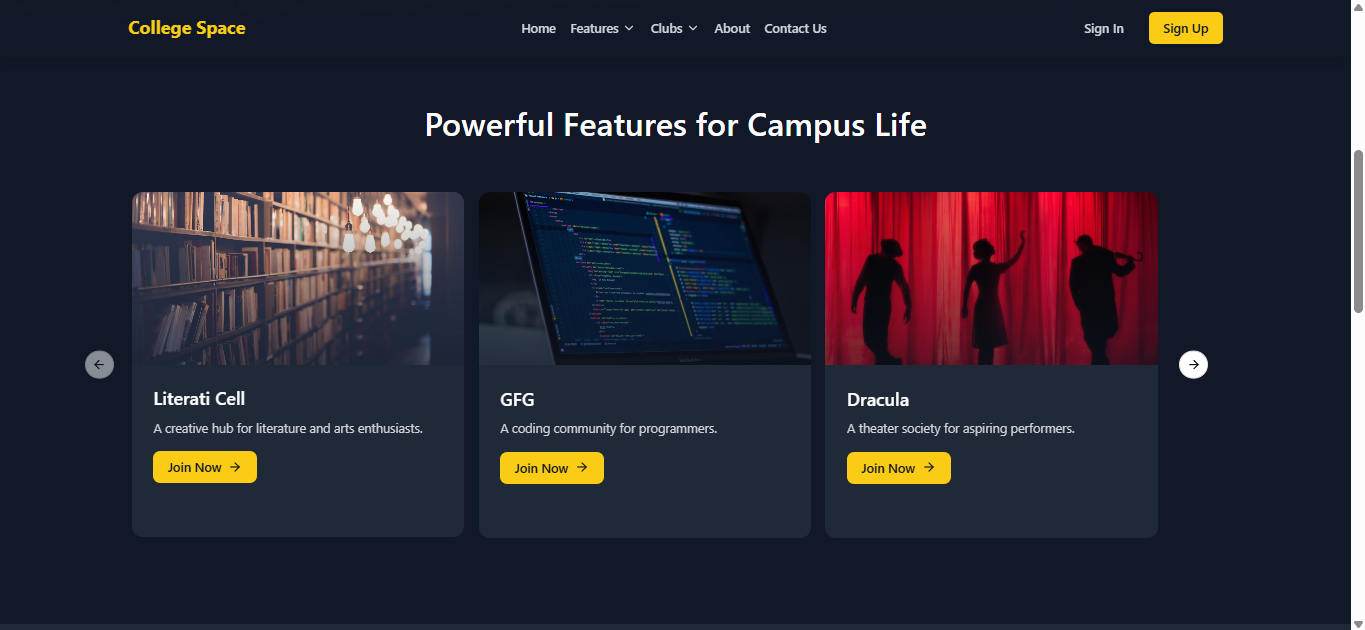 College Space
Home Features Clubs About Contact Us
Sign In Sign Up
Powerful Features for Campus Life
Literati Cell
A creative hub for literature and arts enthusiasts.
Join Now
GFG
A coding community for programmers.
Join Now
Dracula
A theater society for aspiring performers.
Join Now